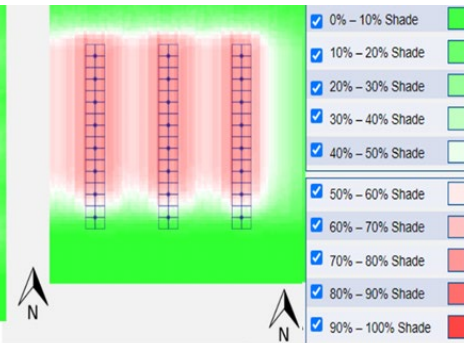 0% – 10% Shade
10% – 20% Shade
20% – 30% Shade
30% – 40% Shade
40% – 50% Shade
50% – 60% Shade
60% – 70% Shade
70% – 80% Shade
80% – 90% Shade
90% – 100% Shade
N
N